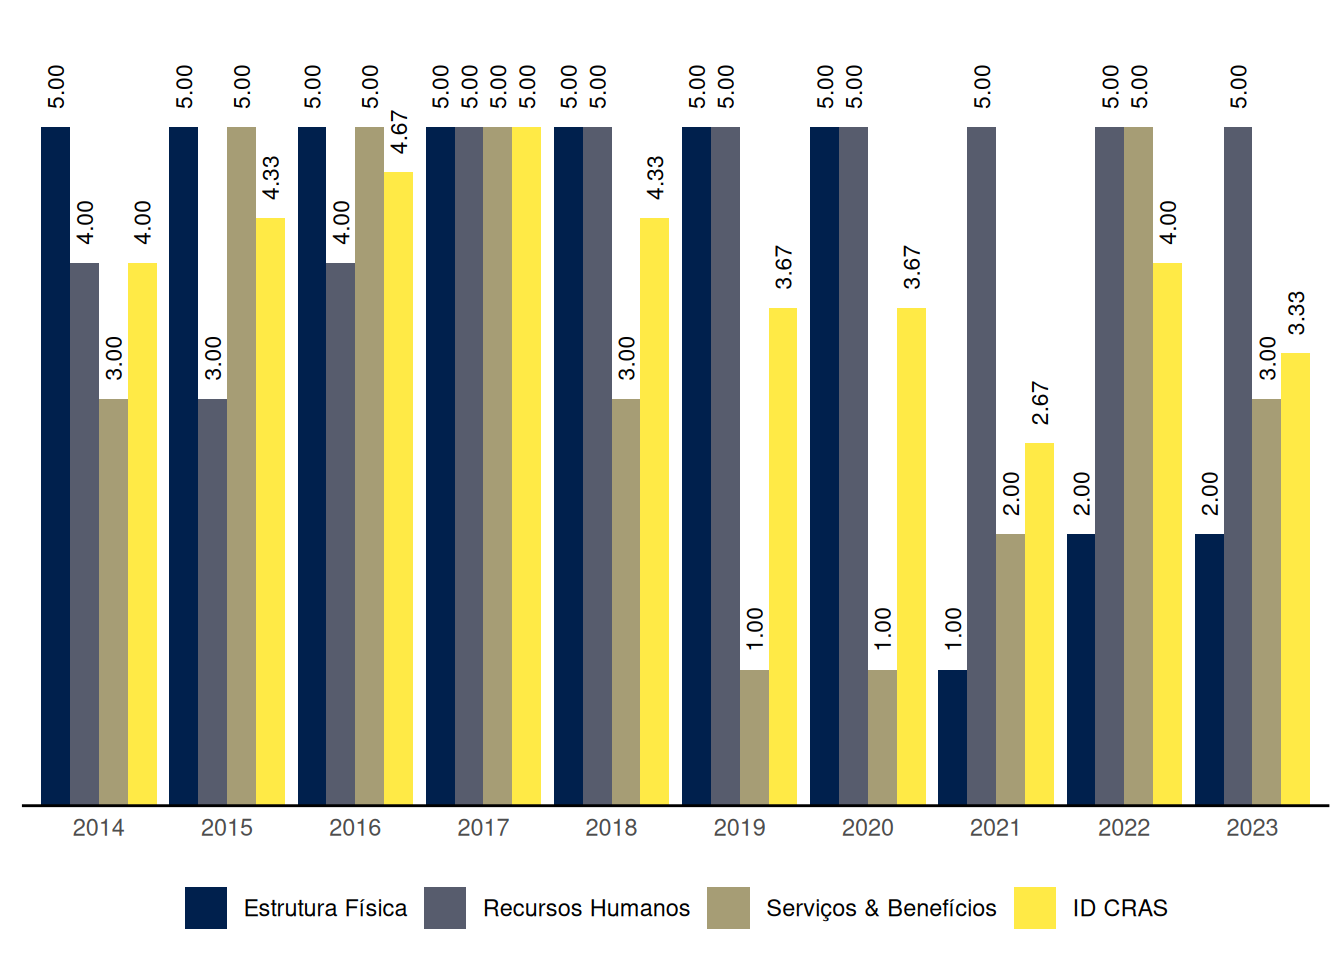 5.00 4.00 3.00 4.00
5.00 3.00 5.00 4.33
5.00 4.00 5.00 4.67
5.00 5.00 5.00 5.00
5.00 5.00 3.00 4.33
5.00 5.00 1.00 3.67
5.00 5.00 1.00 3.67
1.00 5.00 2.00 2.67
2.00 5.00 5.00 4.00
2.00 5.00 3.00 3.33
2014 2015 2016 2017 2018 2019 2020 2021 2022 2023
Estrutura Física Recursos Humanos Serviços & Benefícios ID CRAS